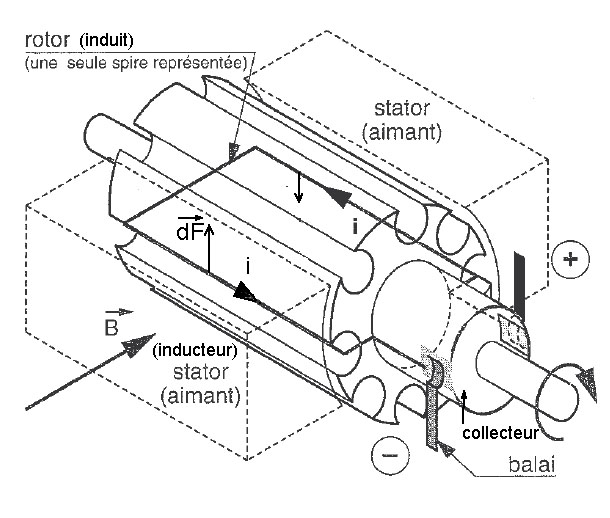 rotor (induit)
(une seule spire représentée)
stator
(aimant)
i
dF
i
+
B
(inducteur)
stator
(aimant)
collecteur
−
balai